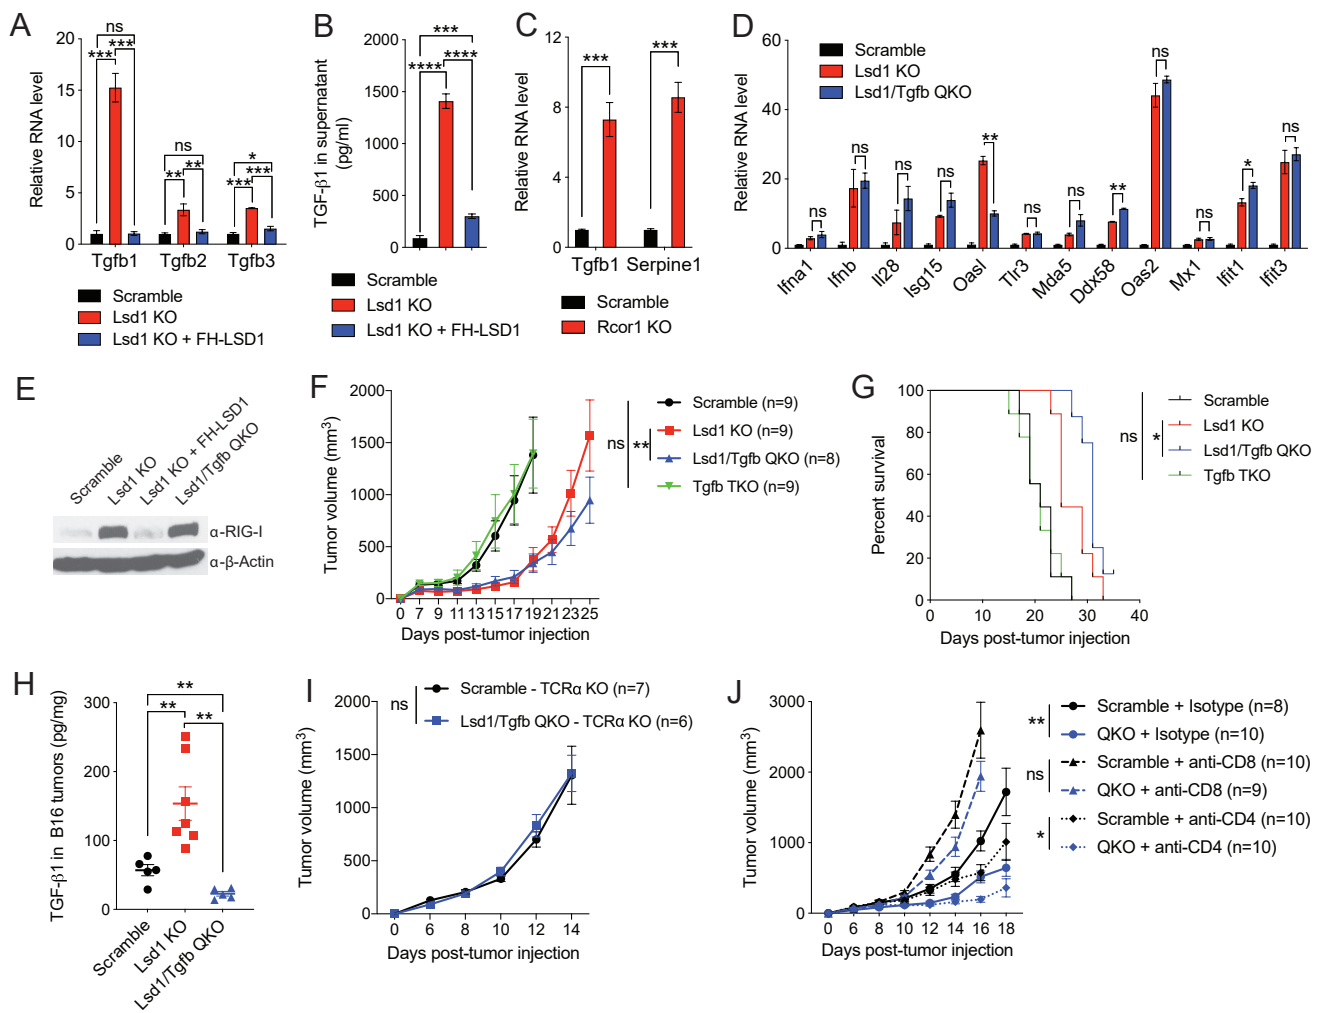 A
Relative RNA level
20
15
10
5
0
ns
***
***
ns
**
**
*
***
***
Tgfb1 Tgfb2 Tgfb3
Scramble
Lsd1 KO
Lsd1 KO + FH-LSD1
B
TGF-β1 in supernatant
(pg/ml)
2000
1500
1000
500
0
***
****
****
Scramble
Lsd1 KO
Lsd1 KO + FH-LSD1
C
Relative RNA level
12
8
4
0
***
***
Tgfb1 Serpine1
Scramble
Rcor1 KO
D
Relative RNA level
60
40
20
0
Scramble
Lsd1 KO
Lsd1/Tgfb QKO
ns
ns
ns
ns
**
ns
ns
**
ns
ns
*
ns
Ifna1
Ifnb
Il28
Isg15
Oasl
Tlr3
Mda5
Ddx58
Oas2
Mx1
Ifit1
Ifit3
E
Scramble
Lsd1 KO
Lsd1 KO + FH-LSD1
Lsd1/Tgfb QKO
α-RIG-I
α-β-Actin
F
Tumor volume (mm3)
2000
1500
1000
500
0
0 7 9 11 13 15 17 19 21 23 25
Days post-tumor injection
ns
**
Scramble (n=9)
Lsd1 KO (n=9)
Lsd1/Tgfb QKO (n=8)
Tgfb TKO (n=9)
G
Percent survival
100
80
60
40
20
0
0 10 20 30 40
Days post-tumor injection
ns
*
Scramble
Lsd1 KO
Lsd1/Tgfb QKO
Tgfb TKO
H
TGF-β1 in B16 tumors (pg/mg)
300
200
100
0
**
**
**
Scramble
Lsd1 KO
Lsd1/Tgfb QKO
I
Tumor volume (mm3)
2000
1500
1000
500
0
0 6 8 10 12 14
Days post-tumor injection
ns
Scramble - TCRα KO (n=7)
Lsd1/Tgfb QKO - TCRα KO (n=6)
J
Tumor volume (mm3)
3000
2000
1000
0
0 6 8 10 12 14 16 18
Days post-tumor injection
**
ns
*
Scramble + Isotype (n=8)
QKO + Isotype (n=10)
Scramble + anti-CD8 (n=10)
QKO + anti-CD8 (n=9)
Scramble + anti-CD4 (n=10)
QKO + anti-CD4 (n=10)